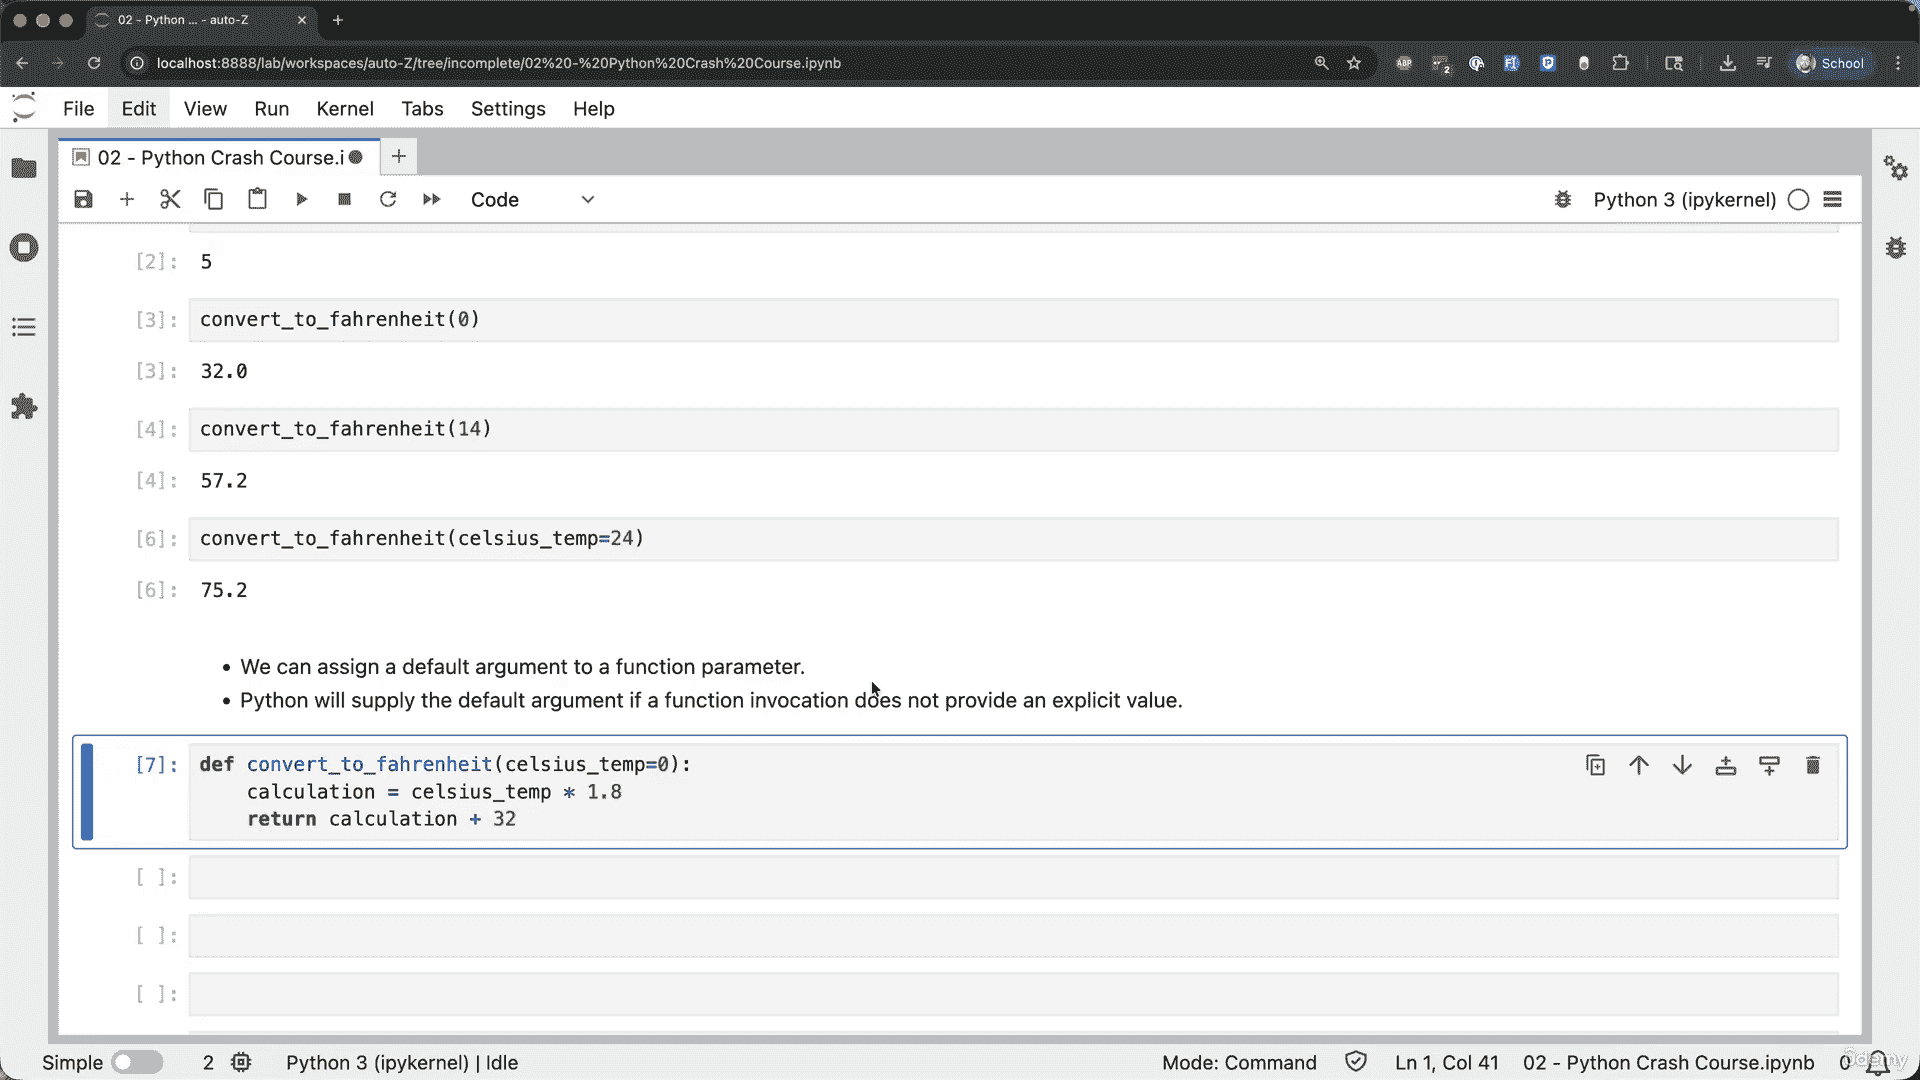 02 - Python ... - auto-Z
localhost:8888/lab/workspaces/auto-Z/tree/incomplete/02%20-%20Python%20Crash%20Course.ipynb
ABP
2
School
File Edit View Run Kernel Tabs Settings Help
02 - Python Crash Course.i
Code
Python 3 (ipykernel)
[2]: 5
[3]: convert_to_fahrenheit(0)
[3]: 32.0
[4]: convert_to_fahrenheit(14)
[4]: 57.2
[6]: convert_to_fahrenheit(celsius_temp=24)
[6]: 75.2
• We can assign a default argument to a function parameter.
• Python will supply the default argument if a function invocation does not provide an explicit value.
[7]: def convert_to_fahrenheit(celsius_temp=0):
calculation = celsius_temp * 1.8
return calculation + 32
[ ]:
[ ]:
[ ]:
Simple 2 Python 3 (ipykernel) | Idle Mode: Command Ln 1, Col 41 02 - Python Crash Course.ipynb 0
Udemy